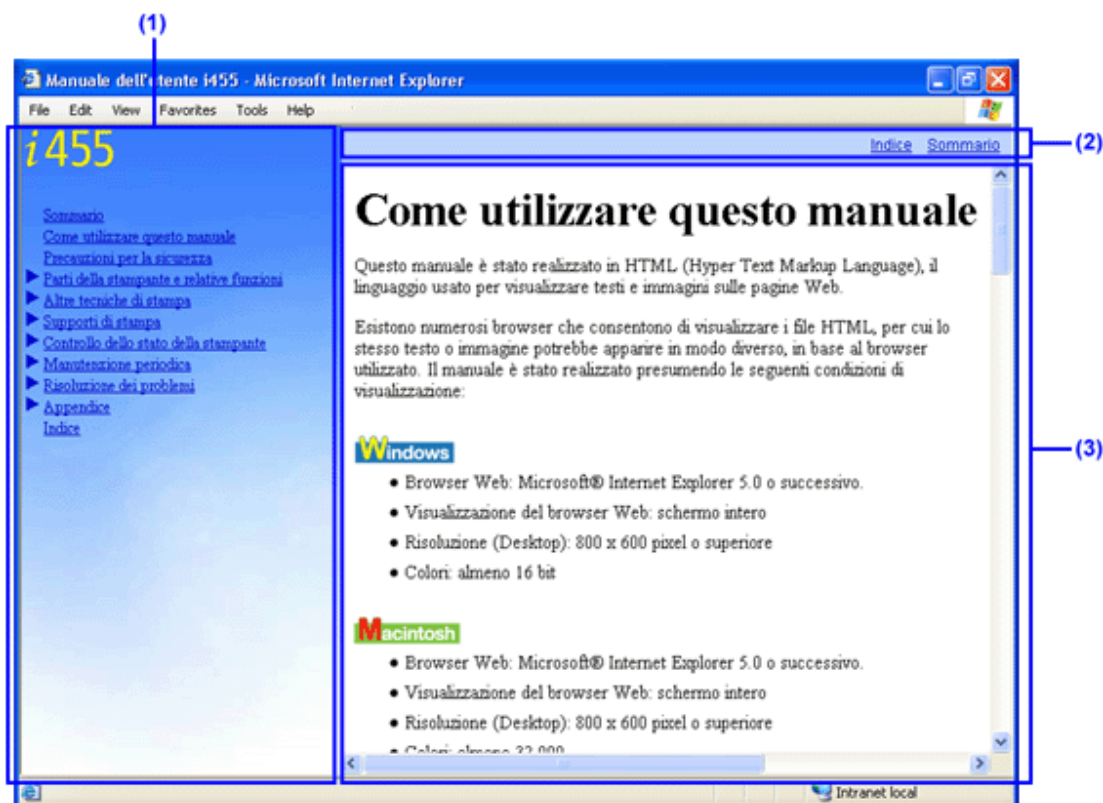 (1)
Manuale dell'utente i455 - Microsoft Internet Explorer
File Edit View Favorites Tools Help
i455
Sommario
Come utilizzare questo manuale
Precauzioni per la sicurezza
Parti della stampante e relative funzioni
Altre tecniche di stampa
Supporti di stampa
Controllo dello stato della stampante
Manutenzione periodica
Risoluzione dei problemi
Appendice
Indice
Indice Sommario
(2)
Come utilizzare questo manuale
Questo manuale è stato realizzato in HTML (Hyper Text Markup Language), il
linguaggio usato per visualizzare testi e immagini sulle pagine Web.
Esistono numerosi browser che consentono di visualizzare i file HTML, per cui lo
stesso testo o immagine potrebbe apparire in modo diverso, in base al browser
utilizzato. Il manuale è stato realizzato presumendo le seguenti condizioni di
visualizzazione:
Windows
• Browser Web: Microsoft® Internet Explorer 5.0 o successivo.
• Visualizzazione del browser Web: schermo intero
• Risoluzione (Desktop): 800 x 600 pixel o superiore
• Colori: almeno 16 bit
(3)
Macintosh
• Browser Web: Microsoft® Internet Explorer 5.0 o successivo.
• Visualizzazione del browser Web: schermo intero
• Risoluzione (Desktop): 800 x 600 pixel o superiore
• Colori: almeno 32.000
Intranet local